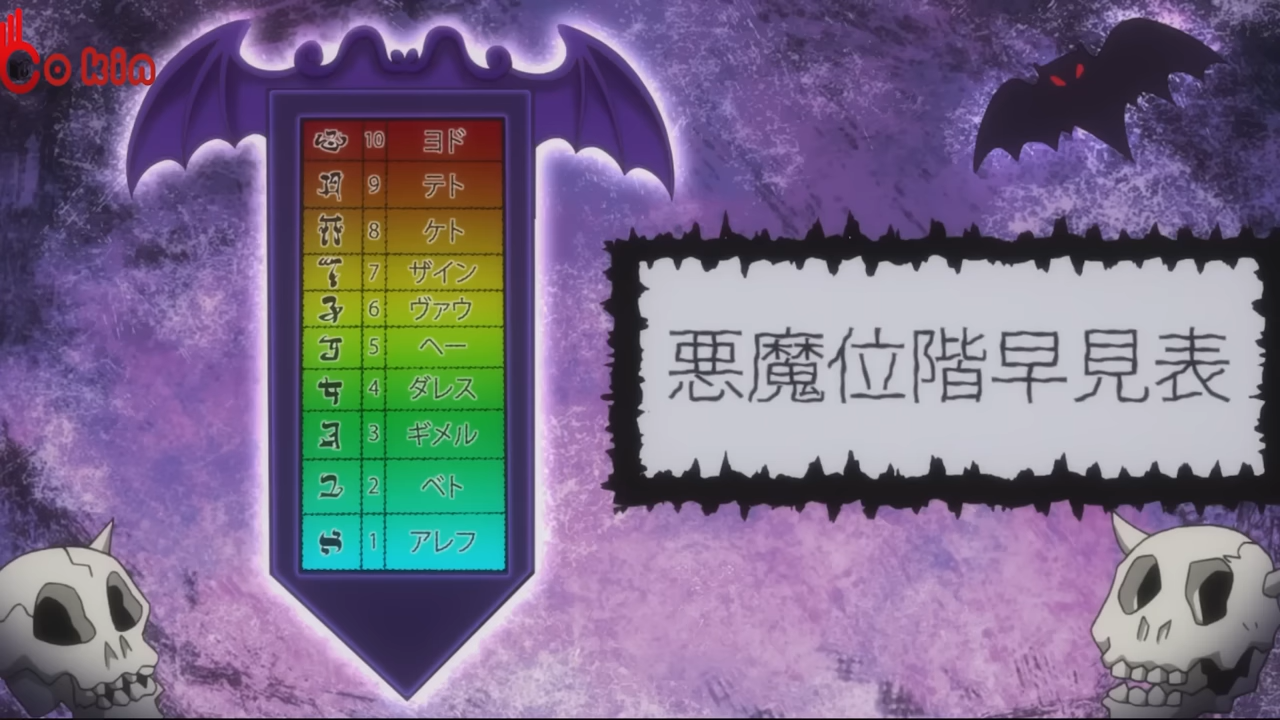 Co kin
10 ヨド
9 テト
8 ケト
7 ザイン
6 ヴァウ
5 ヘー
4 ダレス
3 ギメル
2 ベト
1 アレフ
悪魔位階早見表